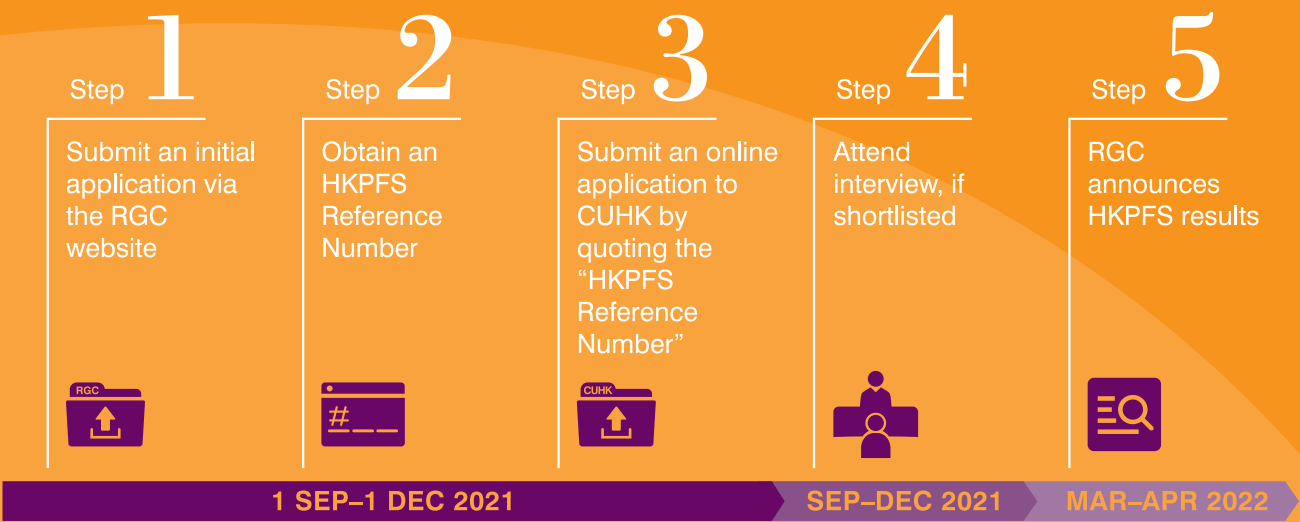 Step 1
Submit an initial
application via
the RGC
website
RGC
Step 2
Obtain an
HKPFS
Reference
Number
#_ _ _
Step 3
Submit an online
application to
CUHK by
quoting the
“HKPFS
Reference
Number”
CUHK
Step 4
Attend
interview, if
shortlisted
Step 5
RGC
announces
HKPFS results
1 SEP–1 DEC 2021
SEP–DEC 2021
MAR–APR 2022